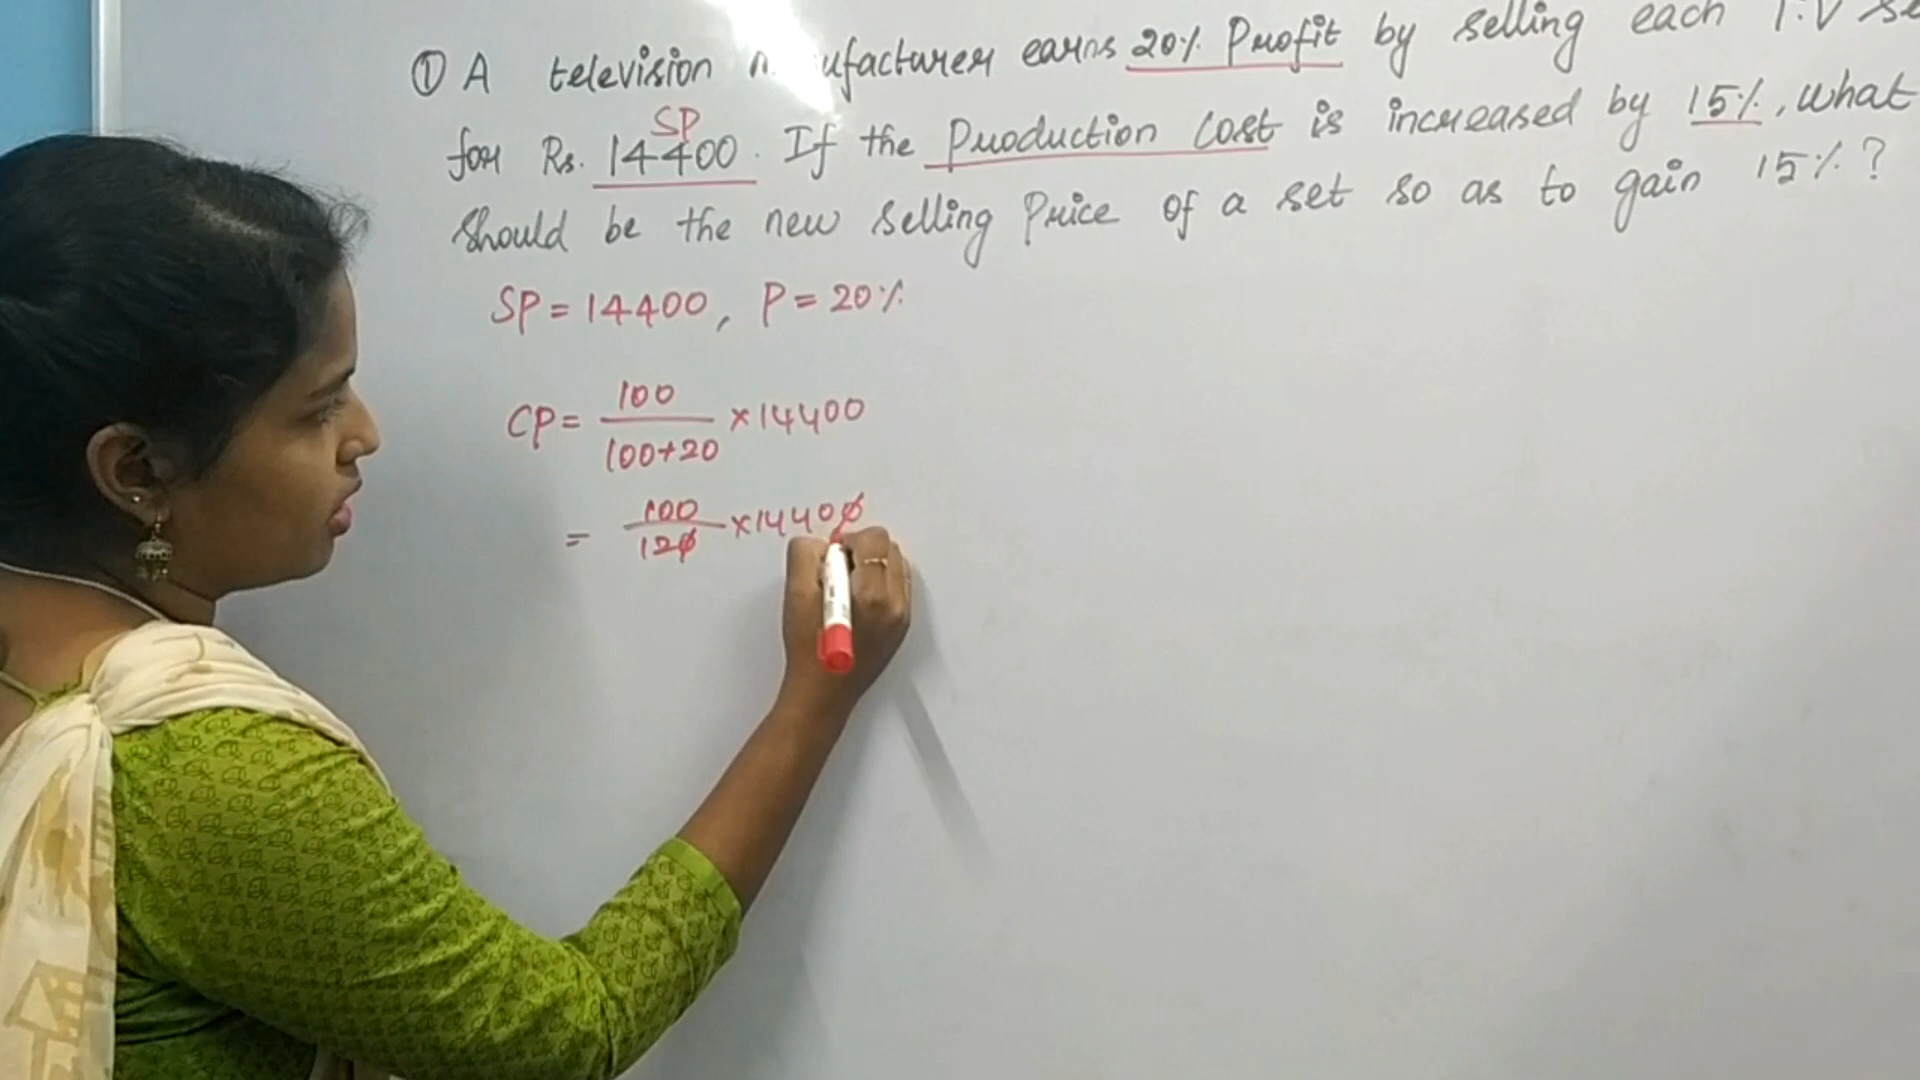 ① A television ufacturer earns 20% Profit by selling each T.V se
SP
for Rs. 14400. If the Production Cost is increased by 15%, what
should be the new selling Price of a set so as to gain 15%?
SP = 14400, P = 20%
CP = 100/100+20 × 14400
= 100/120 × 14400